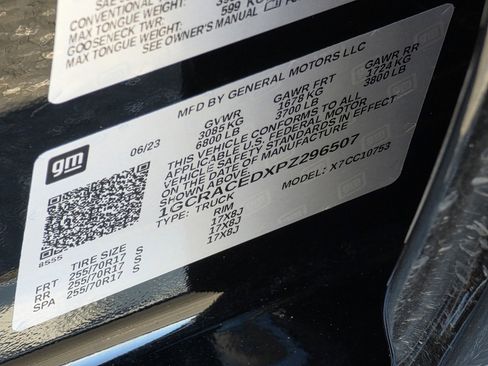 CONVENTIONAL
MAX TONGUE WEIGHT: 599 KG
GOOSENECK TWR:
MAX TONGUE WEIGHT:
SEE OWNER'S MANUAL
gm
06/23
MFD BY GENERAL MOTORS LLC
GVWR GAWR FRT GAWR RR
3085 KG 1678 KG 1724 KG
6800 LB 3700 LB 3800 LB
THIS VEHICLE CONFORMS TO ALL
APPLICABLE U.S. FEDERAL MOTOR
VEHICLE SAFETY STANDARDS IN EFFECT
ON THE DATE OF MANUFACTURE
SHOWN ABOVE.
1GCRACEDXPZ296507
TYPE: TRUCK MODEL: X7CC10753
8555
TIRE SIZE RIM
FRT 255/70R17 S 17X8J
RR 255/70R17 S 17X8J
SPA 255/70R17 S 17X8J